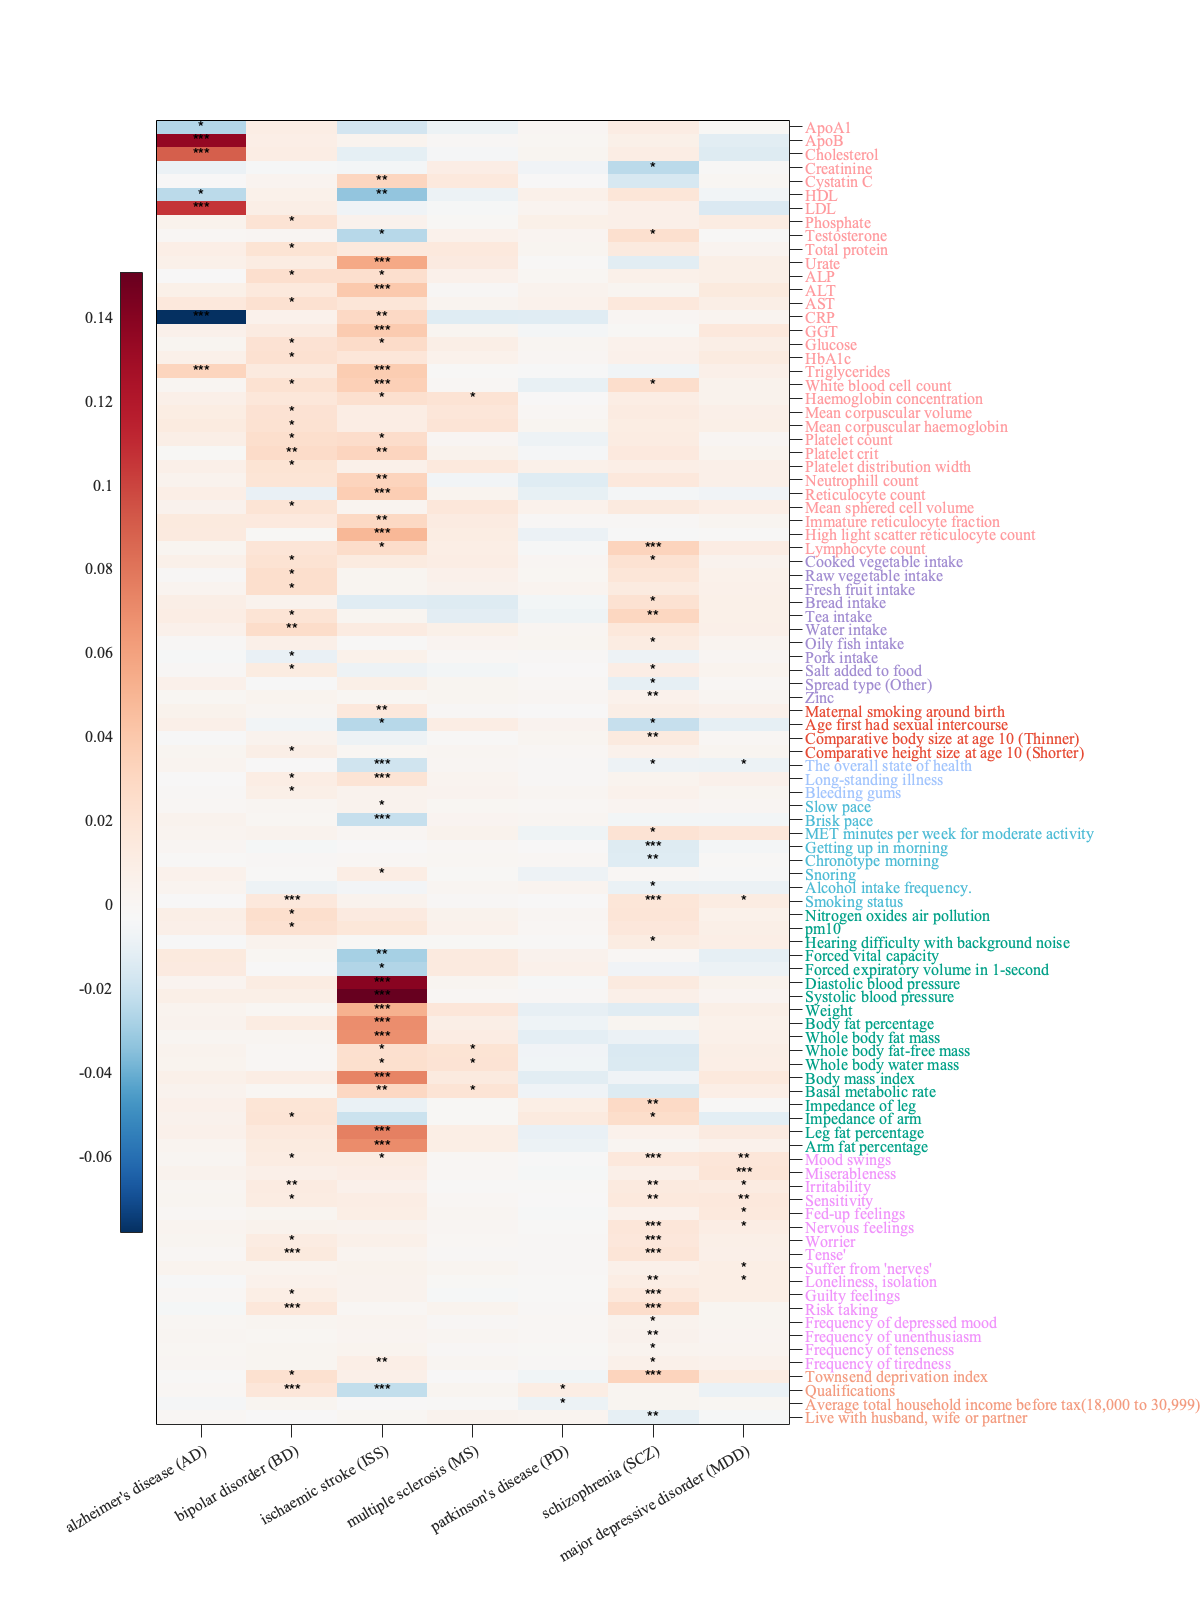 ApoA1
ApoB
Cholesterol
Creatinine
Cystatin C
HDL
LDL
Phosphate
Testosterone
Total protein
Urate
ALP
ALT
AST
CRP
GGT
Glucose
HbA1c
Triglycerides
White blood cell count
Haemoglobin concentration
Mean corpuscular volume
Mean corpuscular haemoglobin
Platelet count
Platelet crit
Platelet distribution width
Neutrophill count
Reticulocyte count
Mean sphered cell volume
Immature reticulocyte fraction
High light scatter reticulocyte count
Lymphocyte count
Cooked vegetable intake
Raw vegetable intake
Fresh fruit intake
Bread intake
Tea intake
Water intake
Oily fish intake
Pork intake
Salt added to food
Spread type (Other)
Zinc
Maternal smoking around birth
Age first had sexual intercourse
Comparative body size at age 10 (Thinner)
Comparative height size at age 10 (Shorter)
The overall state of health
Long-standing illness
Bleeding gums
Slow pace
Brisk pace
MET minutes per week for moderate activity
Getting up in morning
Chronotype morning
Snoring
Alcohol intake frequency.
Smoking status
Nitrogen oxides air pollution
pm10
Hearing difficulty with background noise
Forced vital capacity
Forced expiratory volume in 1-second
Diastolic blood pressure
Systolic blood pressure
Weight
Body fat percentage
Whole body fat mass
Whole body fat-free mass
Whole body water mass
Body mass index
Basal metabolic rate
Impedance of leg
Impedance of arm
Leg fat percentage
Arm fat percentage
Mood swings
Miserableness
Irritability
Sensitivity
Fed-up feelings
Nervous feelings
Worrier
Tense'
Suffer from 'nerves'
Loneliness, isolation
Guilty feelings
Risk taking
Frequency of depressed mood
Frequency of unenthusiasm
Frequency of tenseness
Frequency of tiredness
Townsend deprivation index
Qualifications
Average total household income before tax(18,000 to 30,999)
Live with husband, wife or partner
0.14
0.12
0.1
0.08
0.06
0.04
0.02
0
-0.02
-0.04
-0.06
alzheimer's disease (AD)
bipolar disorder (BD)
ischaemic stroke (ISS)
multiple sclerosis (MS)
parkinson's disease (PD)
schizophrenia (SCZ)
major depressive disorder (MDD)